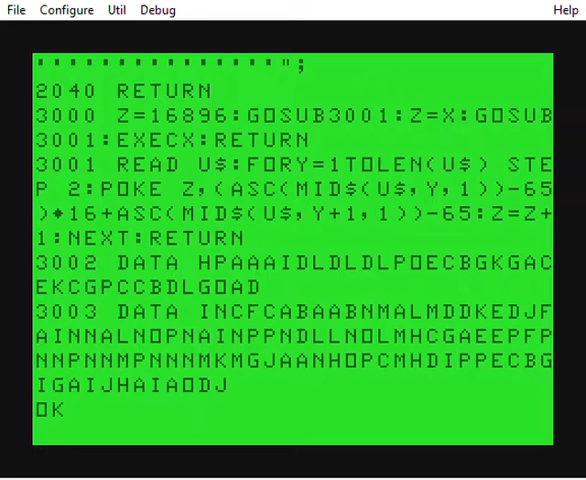 File Configure Util Debug Help
''''''''''''''''";
2040 RETURN
3000 Z=16896:GOSUB3001:Z=X:GOSUB
3001:EXECX:RETURN
3001 READ U$:FORY=1TOLEN(U$) STE
P 2:POKE Z,(ASC(MID$(U$,Y,1))-65
)*16+ASC(MID$(U$,Y+1,1))-65:Z=Z+
1:NEXT:RETURN
3002 DATA HPAAAIDLDLDLPOECBGKGAC
EKCGPCCBDLGOAD
3003 DATA INCFCABAABNMALMDDKEDJF
AINNALNOPNAINPPNDLLNOLMHCGAEEPFP
NNPNNMPNNNMKMGJAANHOPCMHDIPPECBG
IGAIJHAIAODJ
OK